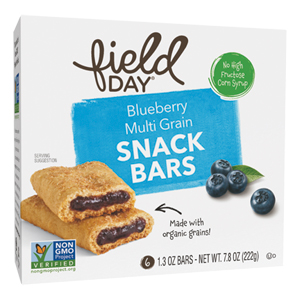 field
DAY®
No High
Fructose
Corn Syrup
Blueberry
Multi Grain
SNACK
BARS
SERVING
SUGGESTION
Made with
organic grains!
NON
GMO
Project
VERIFIED
nongmoproject.org
6 1.3 OZ BARS • NET WT. 7.8 OZ (222g)